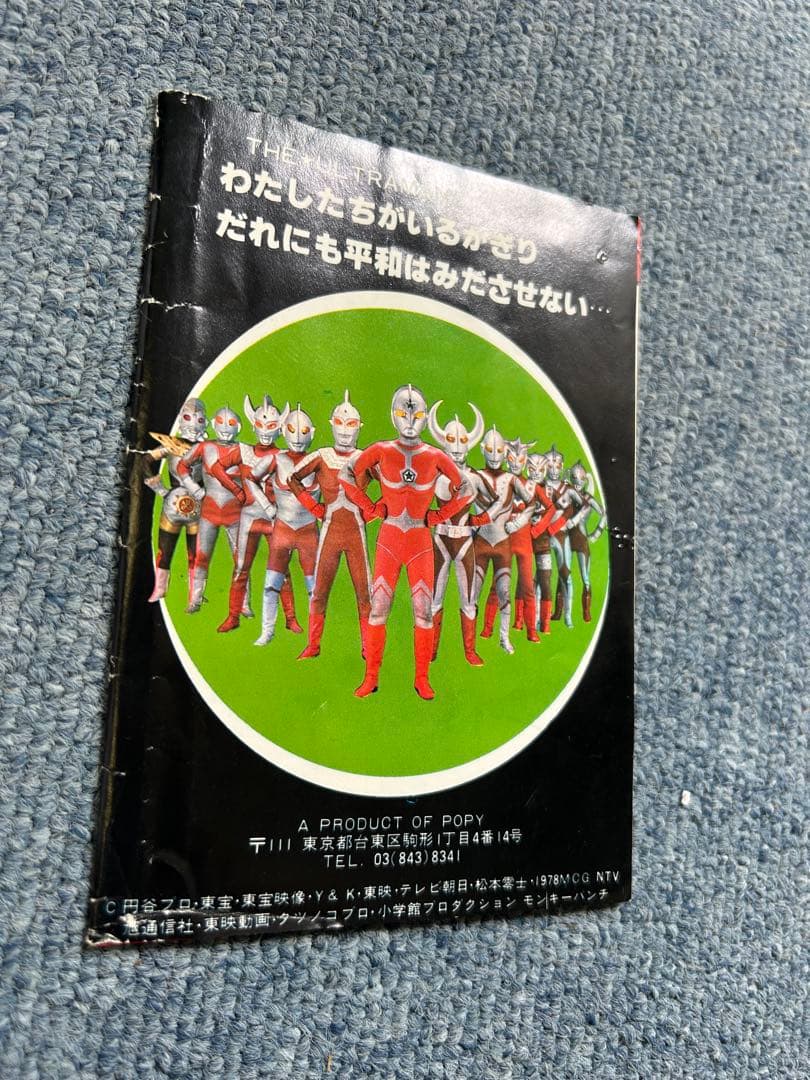 THE★ULTRAMAN
わたしたちがいるかぎり
だれにも平和はみださせない…
A PRODUCT OF POPY
〒111 東京都台東区駒形1丁目4番14号
TEL. 03(843)8341
© 円谷プロ・東宝・東宝映像・Y & K・東映・テレビ朝日・松本零士・1978MCG NTV
旭通信社・東映動画・タツノコプロ・小学館プロダクション モンキーパンチ